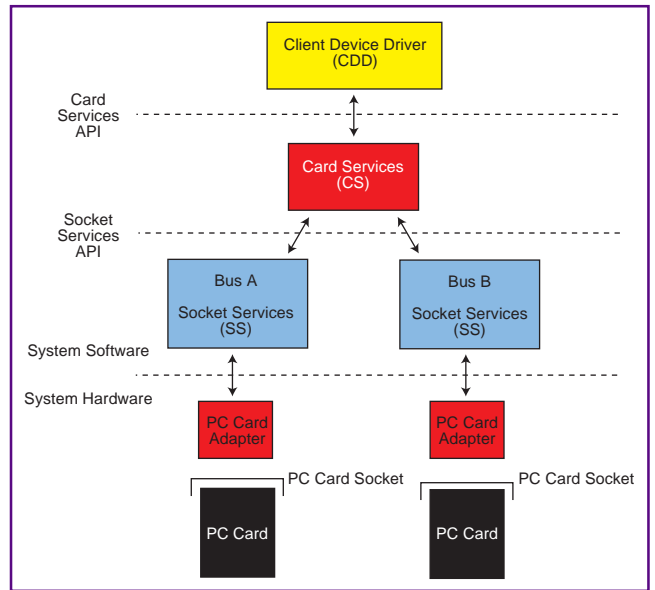 Client Device Driver
(CDD)
Card
Services
API
Card Services
(CS)
Socket
Services
API
Bus A
Socket Services
(SS)
Bus B
Socket Services
(SS)
System Software
System Hardware
PC Card
Adapter
PC Card
Adapter
PC Card Socket
PC Card Socket
PC Card
PC Card